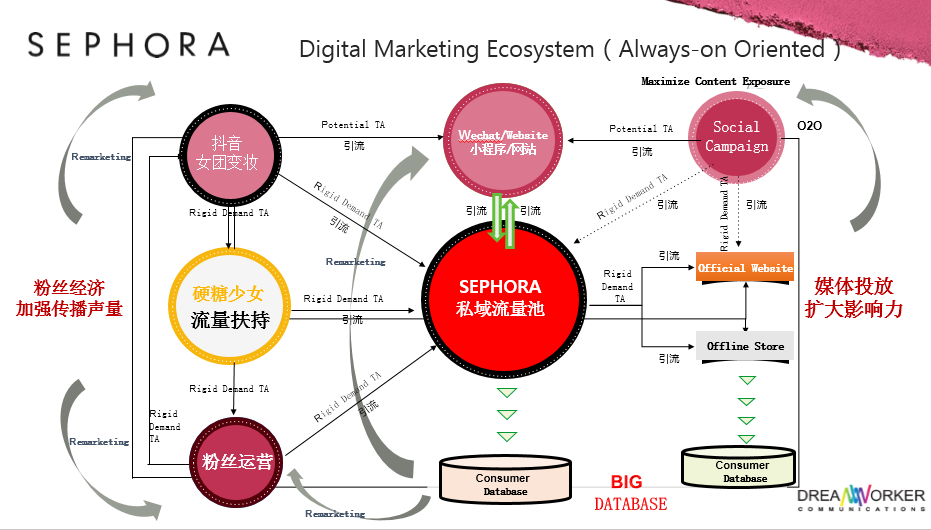 SEPHORA
Digital Marketing Ecosystem（Always-on Oriented）
Maximize Content Exposure
抖音
女团变妆
Potential TA
引流
Wechat/Website
小程序/网站
Potential TA
引流
Social
Campaign
O2O
Remarketing
Rigid Demand TA
Rigid Demand TA
引流
引流
引流
Rigid Demand TA
引流
Rigid Demand TA
引流
Remarketing
粉丝经济
加强传播声量
硬糖少女
流量扶持
Rigid Demand TA
引流
SEPHORA
私域流量池
Rigid
Demand
TA
引流
Official Website
引流
Offline Store
媒体投放
扩大影响力
Rigid Demand TA
Rigid Demand TA
引流
Remarketing
Rigid
Demand
TA
粉丝运营
Consumer
Database
BIG
DATABASE
Consumer
Database
Remarketing
DREAMWORKER
COMMUNICATIONS